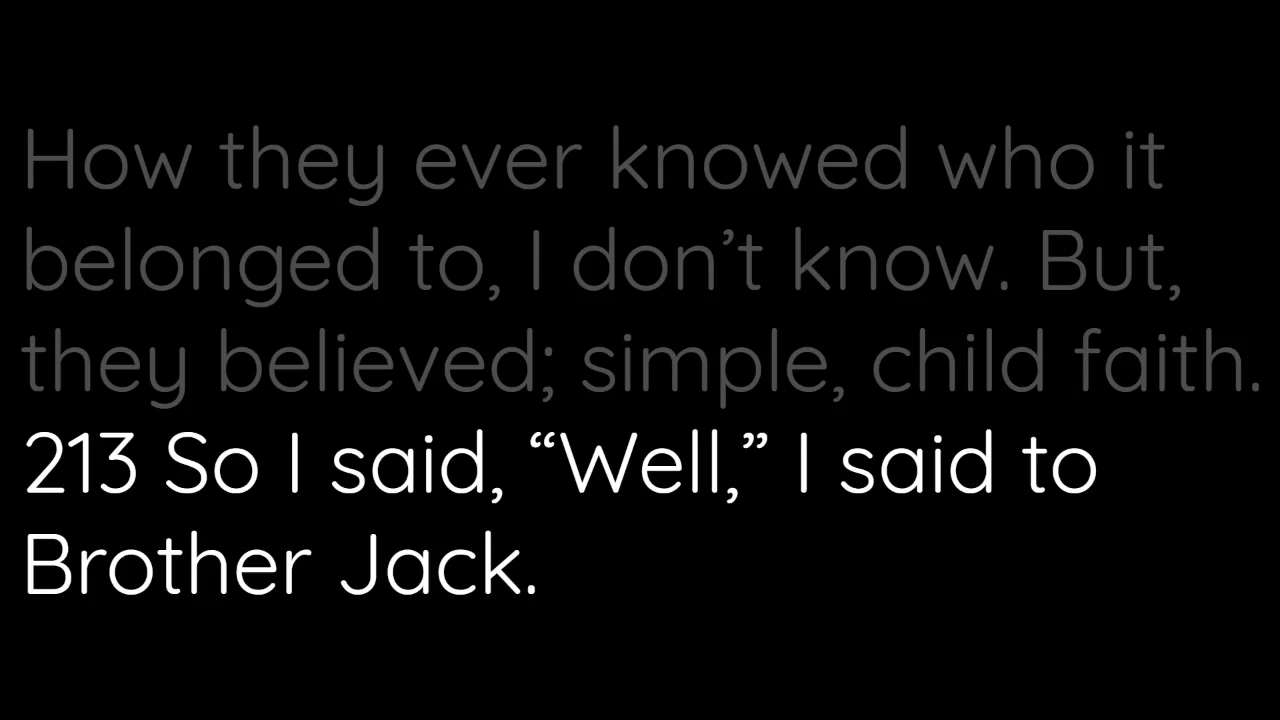 How they ever knowed who it
belonged to, I don’t know. But,
they believed; simple, child faith.
213 So I said, “Well,” I said to
Brother Jack.